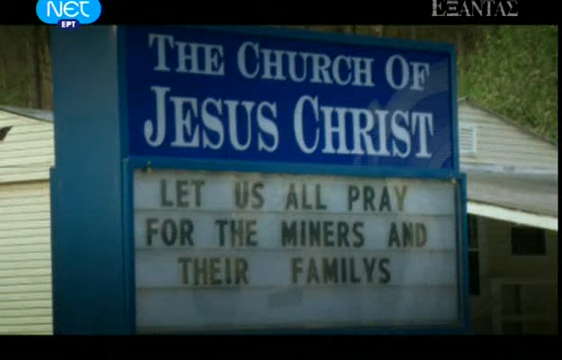 NET
ΕΡΤ
ΕΞΑΝΤΑΣ
THE CHURCH OF
JESUS CHRIST
LET US ALL PRAY
FOR THE MINERS AND
THEIR FAMILYS